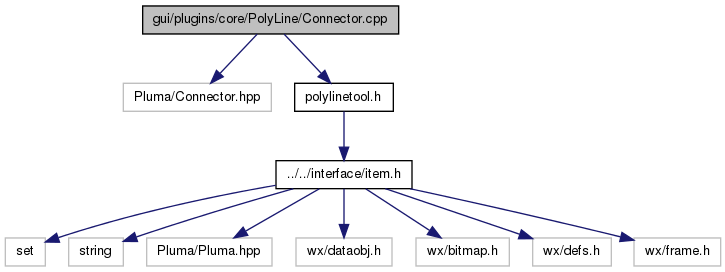 gui/plugins/core/PolyLine/Connector.cpp
Pluma/Connector.hpp
polylinetool.h
../../interface/item.h
set
string
Pluma/Pluma.hpp
wx/dataobj.h
wx/bitmap.h
wx/defs.h
wx/frame.h